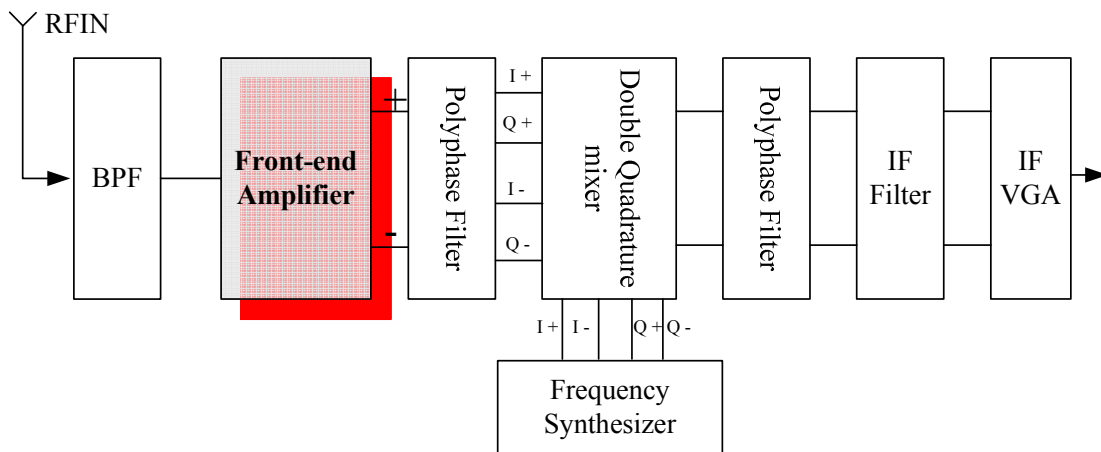 RFIN
BPF
Front-end
Amplifier
+
-
Polyphase Filter
I +
Q +
I -
Q -
Double Quadrature
mixer
I +
I -
Q +
Q -
Frequency
Synthesizer
Polyphase Filter
IF
Filter
IF
VGA